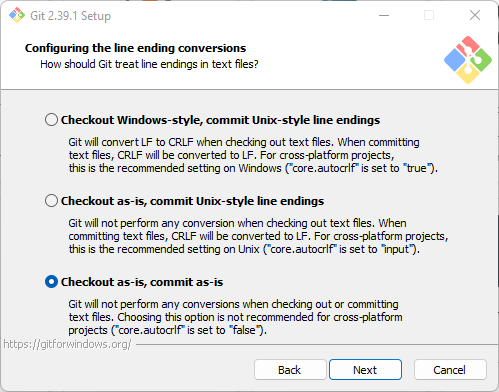 Git 2.39.1 Setup
Configuring the line ending conversions
How should Git treat line endings in text files?
Checkout Windows-style, commit Unix-style line endings
Git will convert LF to CRLF when checking out text files. When committing
text files, CRLF will be converted to LF. For cross-platform projects,
this is the recommended setting on Windows ("core.autocrlf" is set to "true").
Checkout as-is, commit Unix-style line endings
Git will not perform any conversion when checking out text files. When
committing text files, CRLF will be converted to LF. For cross-platform projects,
this is the recommended setting on Unix ("core.autocrlf" is set to "input").
Checkout as-is, commit as-is
Git will not perform any conversions when checking out or committing
text files. Choosing this option is not recommended for cross-platform
projects ("core.autocrlf" is set to "false").
https://gitforwindows.org/
Back
Next
Cancel